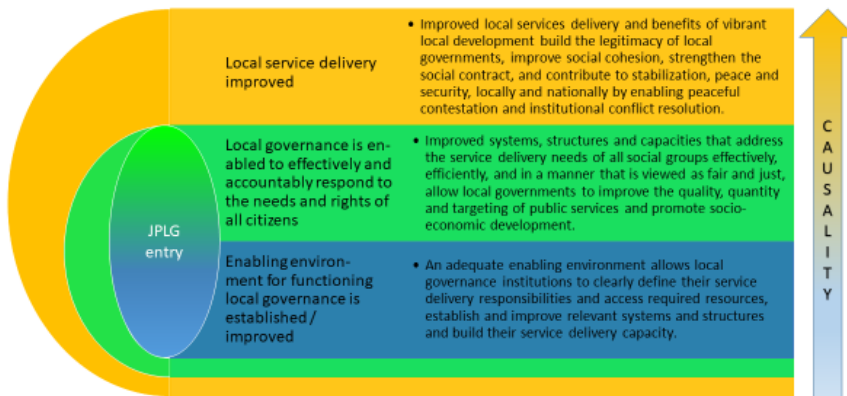 Local service delivery
improved
• Improved local services delivery and benefits of vibrant
local development build the legitimacy of local
governments, improve social cohesion, strengthen the
social contract, and contribute to stabilization, peace and
security, locally and nationally by enabling peaceful
contestation and institutional conflict resolution.
Local governance is en-
abled to effectively and
accountably respond to
the needs and rights of
all citizens
• Improved systems, structures and capacities that address
the service delivery needs of all social groups effectively,
efficiently, and in a manner that is viewed as fair and just,
allow local governments to improve the quality, quantity
and targeting of public services and promote socio-
economic development.
JPLG
entry
Enabling environ-
ment for functioning
local governance is
established /
improved
• An adequate enabling environment allows local
governance institutions to clearly define their service
delivery responsibilities and access required resources,
establish and improve relevant systems and structures
and build their service delivery capacity.
C
A
U
S
A
L
I
T
Y